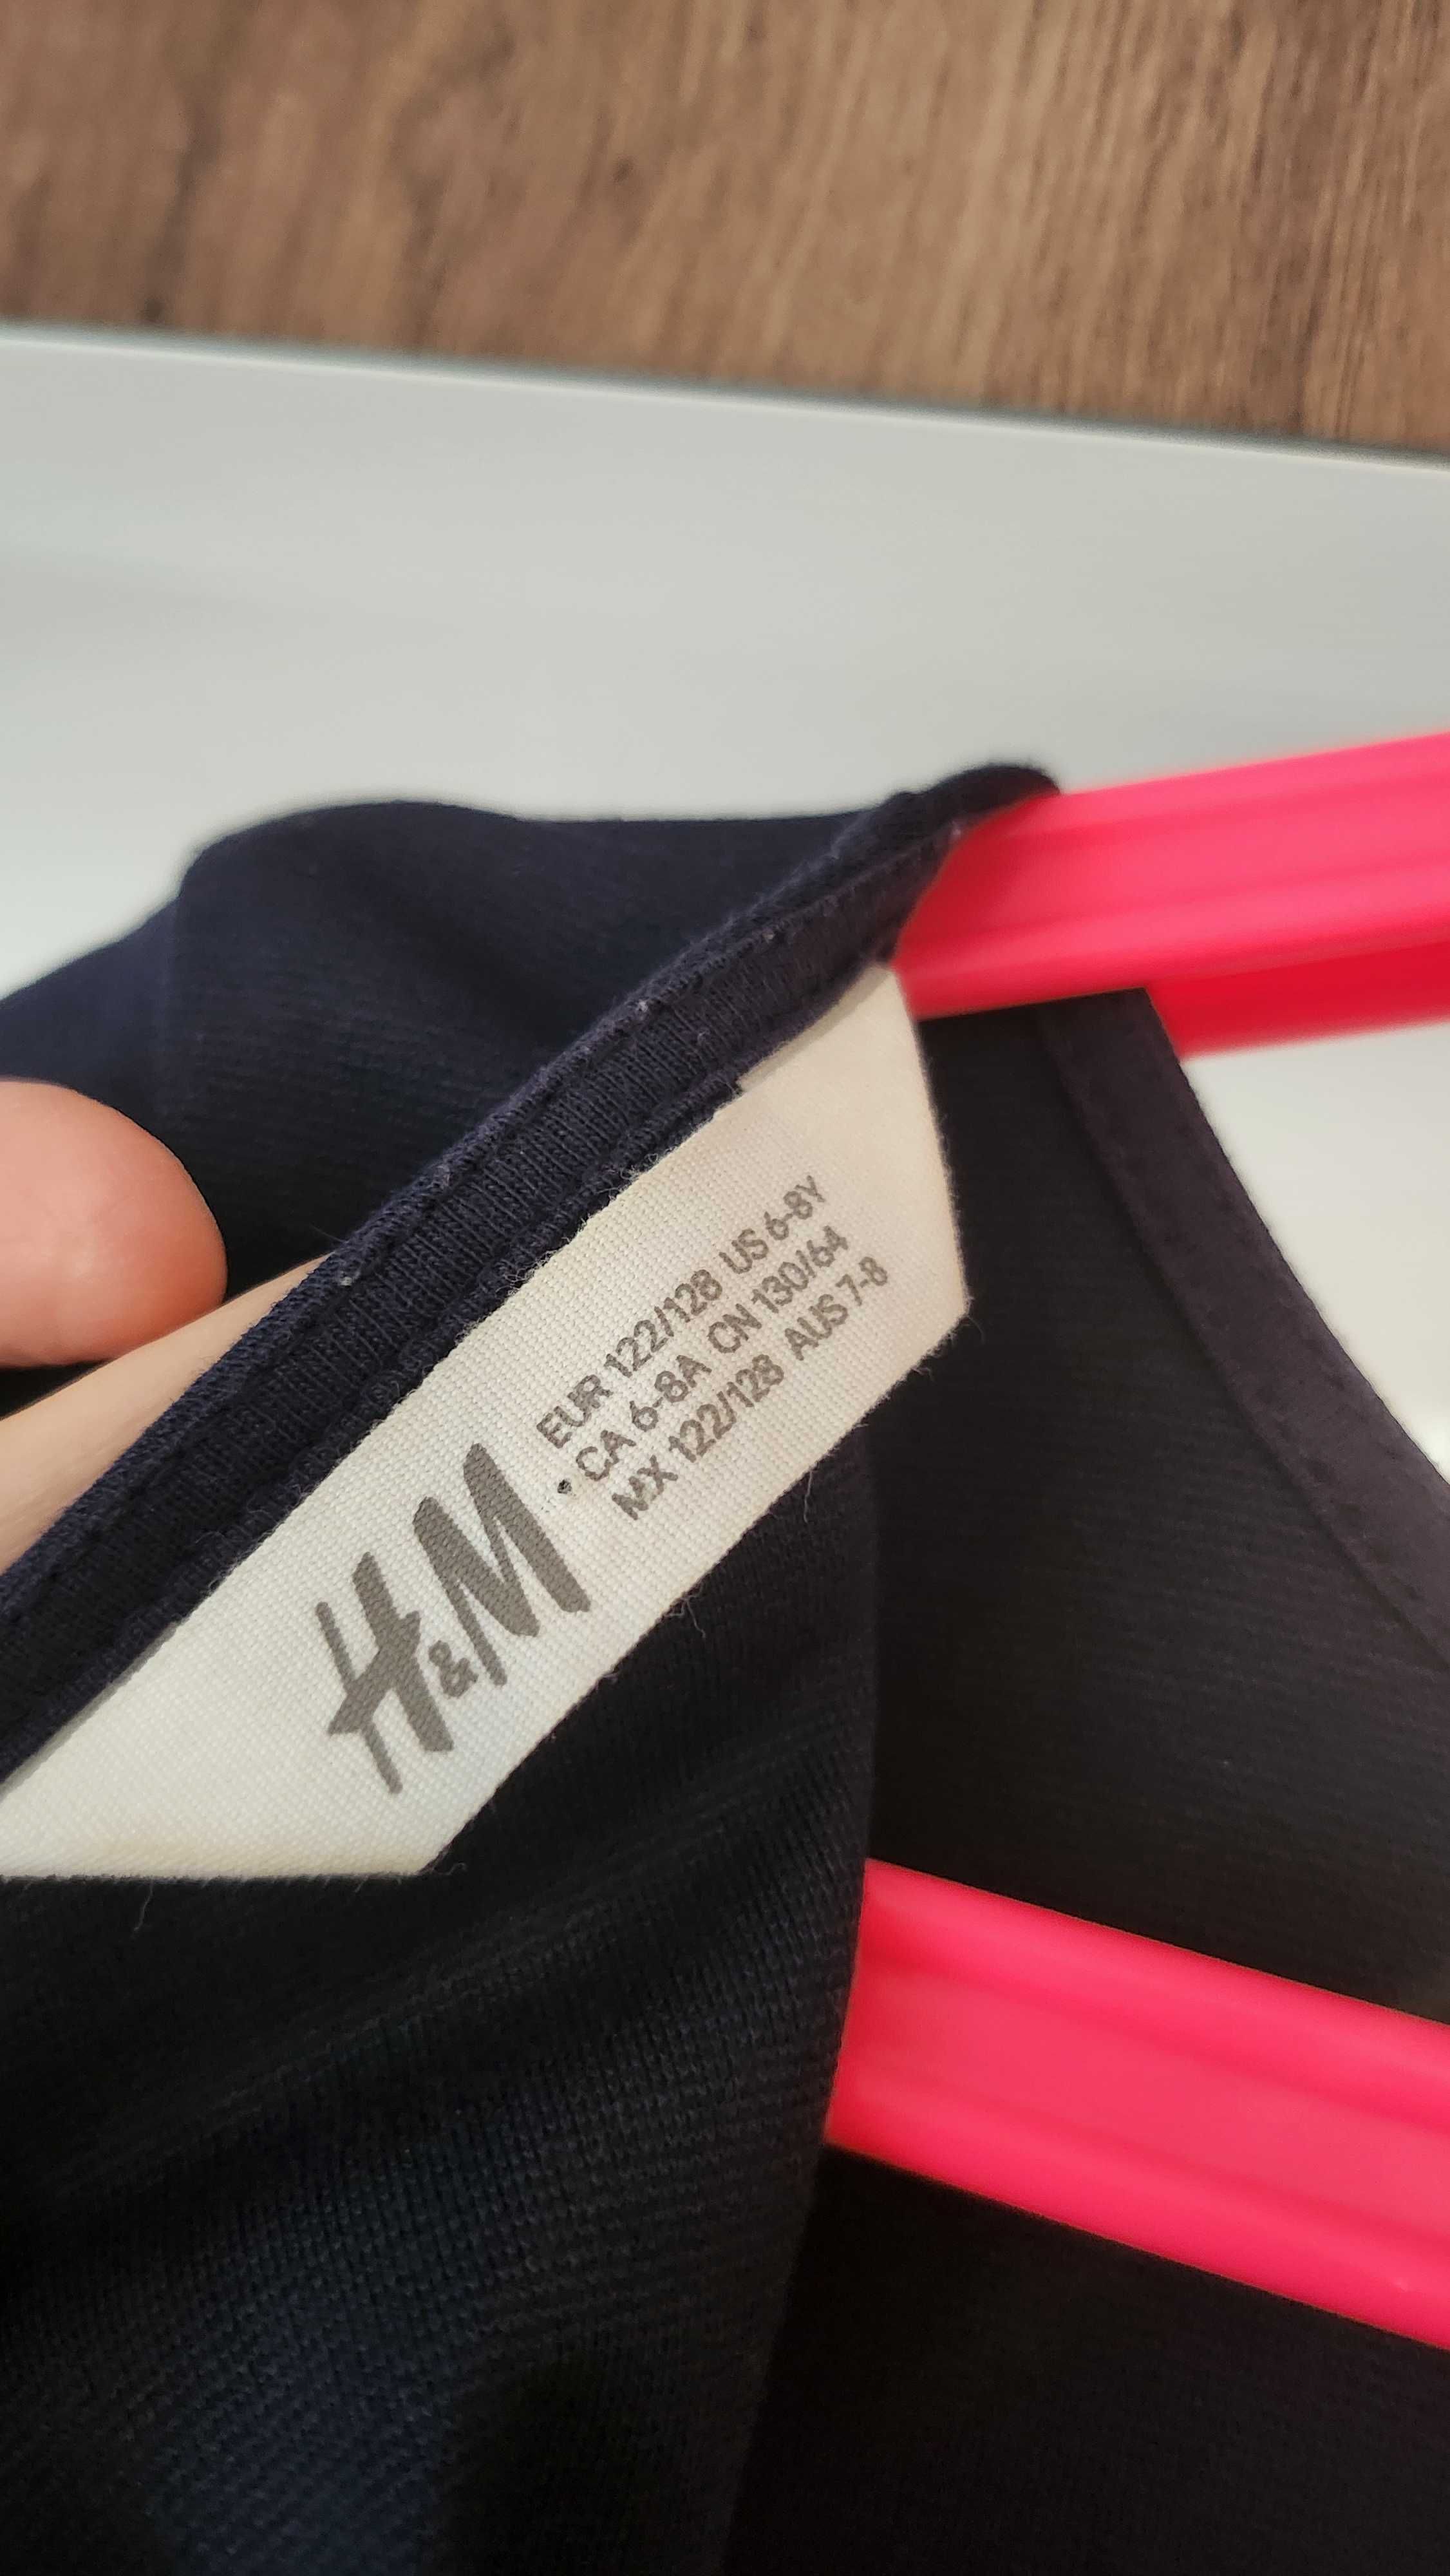 H&M
EUR 122/128 US 6-8Y
CA 6-8A CN 130/64
MX 122/128 AUS 7-8